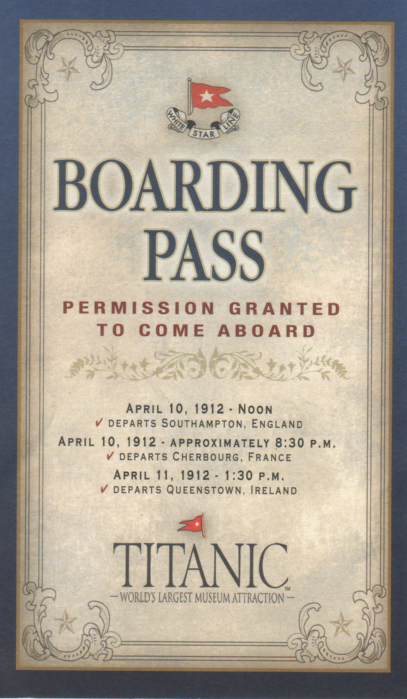 WHITE STAR LINE
BOARDING
PASS
PERMISSION GRANTED
TO COME ABOARD
APRIL 10, 1912 - NOON
✓ DEPARTS SOUTHAMPTON, ENGLAND
APRIL 10, 1912 - APPROXIMATELY 8:30 P.M.
✓ DEPARTS CHERBOURG, FRANCE
APRIL 11, 1912 - 1:30 P.M.
✓ DEPARTS QUEENSTOWN, IRELAND
TITANIC™
—WORLD'S LARGEST MUSEUM ATTRACTION—